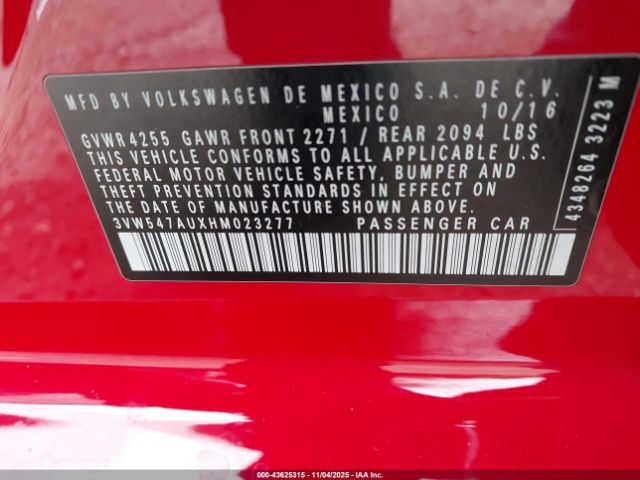 MFD BY VOLKSWAGEN DE MEXICO S.A. DE C.V.
MEXICO 10/16
GVWR 4255 GAWR FRONT 2271 / REAR 2094 LBS
THIS VEHICLE CONFORMS TO ALL APPLICABLE U.S.
FEDERAL MOTOR VEHICLE SAFETY, BUMPER AND
THEFT PREVENTION STANDARDS IN EFFECT ON
THE DATE OF MANUFACTURE SHOWN ABOVE.
3VW547AUXHM023277 PASSENGER CAR
4348264 3223 M
000-43625315 - 11/04/2025 - IAA Inc.